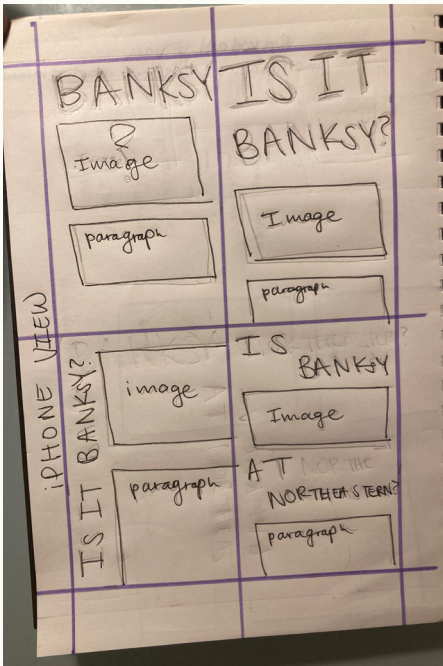 BANKSY
Image
paragraph
IS IT
BANKSY?
Image
paragraph
iPHONE VIEW
IS IT BANKSY?
image
paragraph
IS
BANKSY
Image
AT
NORTHEASTERN?
paragraph